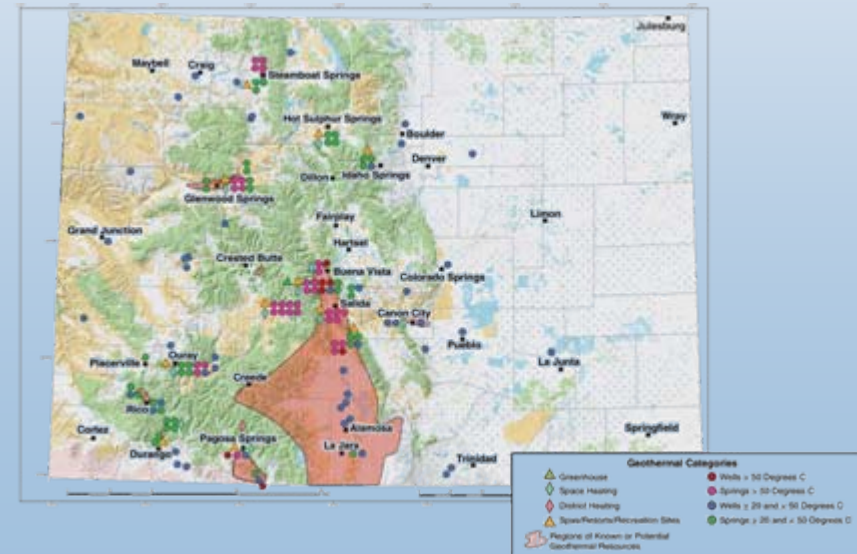 Julesburg
Maybell
Craig
Steamboat Springs
Wray
Hot Sulphur Springs
Boulder
Denver
Idaho Springs
Dillon
Glenwood Springs
Limon
Fairplay
Grand Junction
Hartsel
Crested Butte
Buena Vista
Colorado Springs
Salida
Canon City
Pueblo
Placerville
Ouray
La Junta
Creede
Rico
Cortez
Alamosa
Springfield
Pagosa Springs
Durango
La Jara
Trinidad
Geothermal Categories
Greenhouse
Space Heating
District Heating
Spas/Resorts/Recreation Sites
Regions of Known or Potential
Geothermal Resources
Wells > 50 Degrees C
Springs > 50 Degrees C
Wells ≥ 20 and < 50 Degrees C
Springs ≥ 20 and < 50 Degrees C